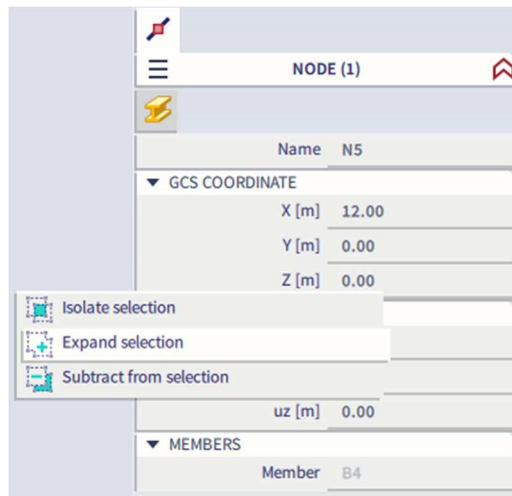 NODE (1)
Name N5
GCS COORDINATE
X [m] 12.00
Y [m] 0.00
Z [m] 0.00
Isolate selection
Expand selection
Subtract from selection
uz [m] 0.00
MEMBERS
Member B4